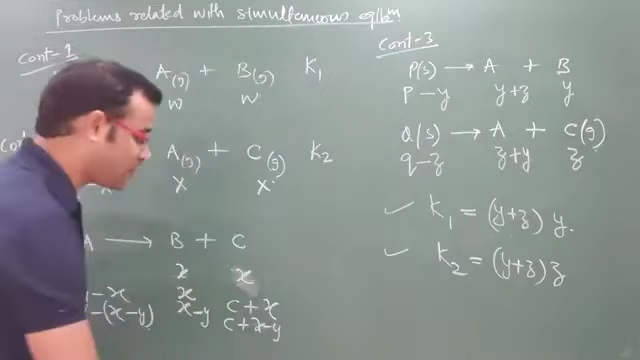 Problems related with simultaneous eqlbᵐ
Cont-1
A(g) + B(g) K₁
w w
A(g) + C(g) K₂
x x
A ⟶ B + C
x x
-x x
-(x-y) x-y C+x
C+x-y
Cont-3
P(s) ⟶ A + B
P-y y+z y
Q(s) ⟶ A + C(g)
q-z z+y z
✓ K₁ = (y+z) y.
✓ K₂ = (y+z) z